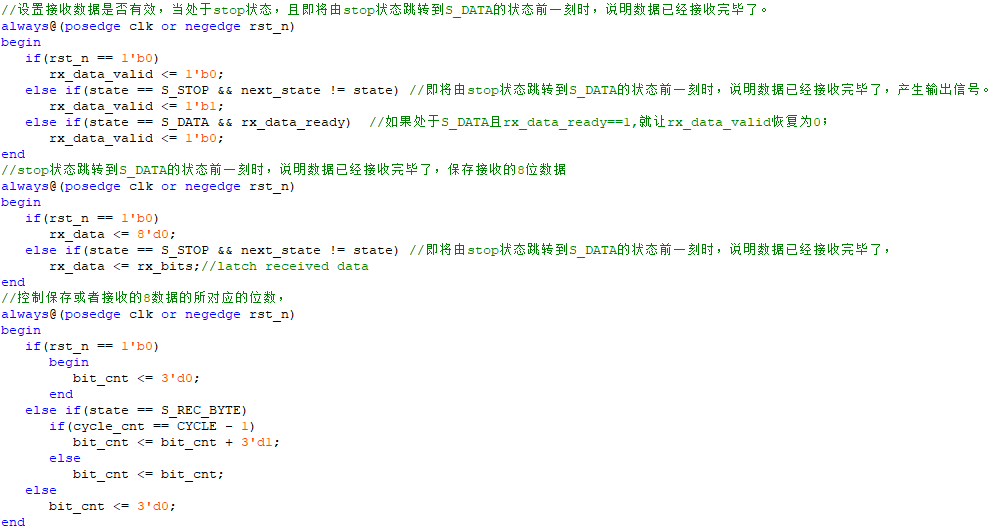 //设置接收数据是否有效，当处于stop状态，且即将由stop状态跳转到S_DATA的状态前一刻时，说明数据已经接收完毕了。
always@(posedge clk or negedge rst_n)
begin
   if(rst_n == 1'b0)
      rx_data_valid <= 1'b0;
   else if(state == S_STOP && next_state != state) //即将由stop状态跳转到S_DATA的状态前一刻时，说明数据已经接收完毕了，产生输出信号。
      rx_data_valid <= 1'b1;
   else if(state == S_DATA && rx_data_ready)  //如果处于S_DATA且rx_data_ready==1,就让rx_data_valid恢复为0；
      rx_data_valid <= 1'b0;
end
//stop状态跳转到S_DATA的状态前一刻时，说明数据已经接收完毕了，保存接收的8位数据
always@(posedge clk or negedge rst_n)
begin
   if(rst_n == 1'b0)
      rx_data <= 8'd0;
   else if(state == S_STOP && next_state != state) //即将由stop状态跳转到S_DATA的状态前一刻时，说明数据已经接收完毕了，
      rx_data <= rx_bits;//latch received data
end
//控制保存或者接收的8数据的所对应的位数，
always@(posedge clk or negedge rst_n)
begin
   if(rst_n == 1'b0)
      begin
         bit_cnt <= 3'd0;
      end
   else if(state == S_REC_BYTE)
      if(cycle_cnt == CYCLE - 1)
         bit_cnt <= bit_cnt + 3'd1;
      else
         bit_cnt <= bit_cnt;
   else
      bit_cnt <= 3'd0;
end